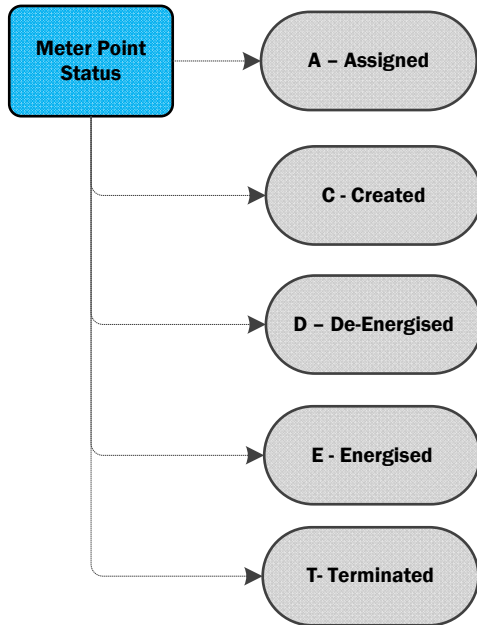 Meter Point
Status
A – Assigned
C - Created
D – De-Energised
E - Energised
T- Terminated